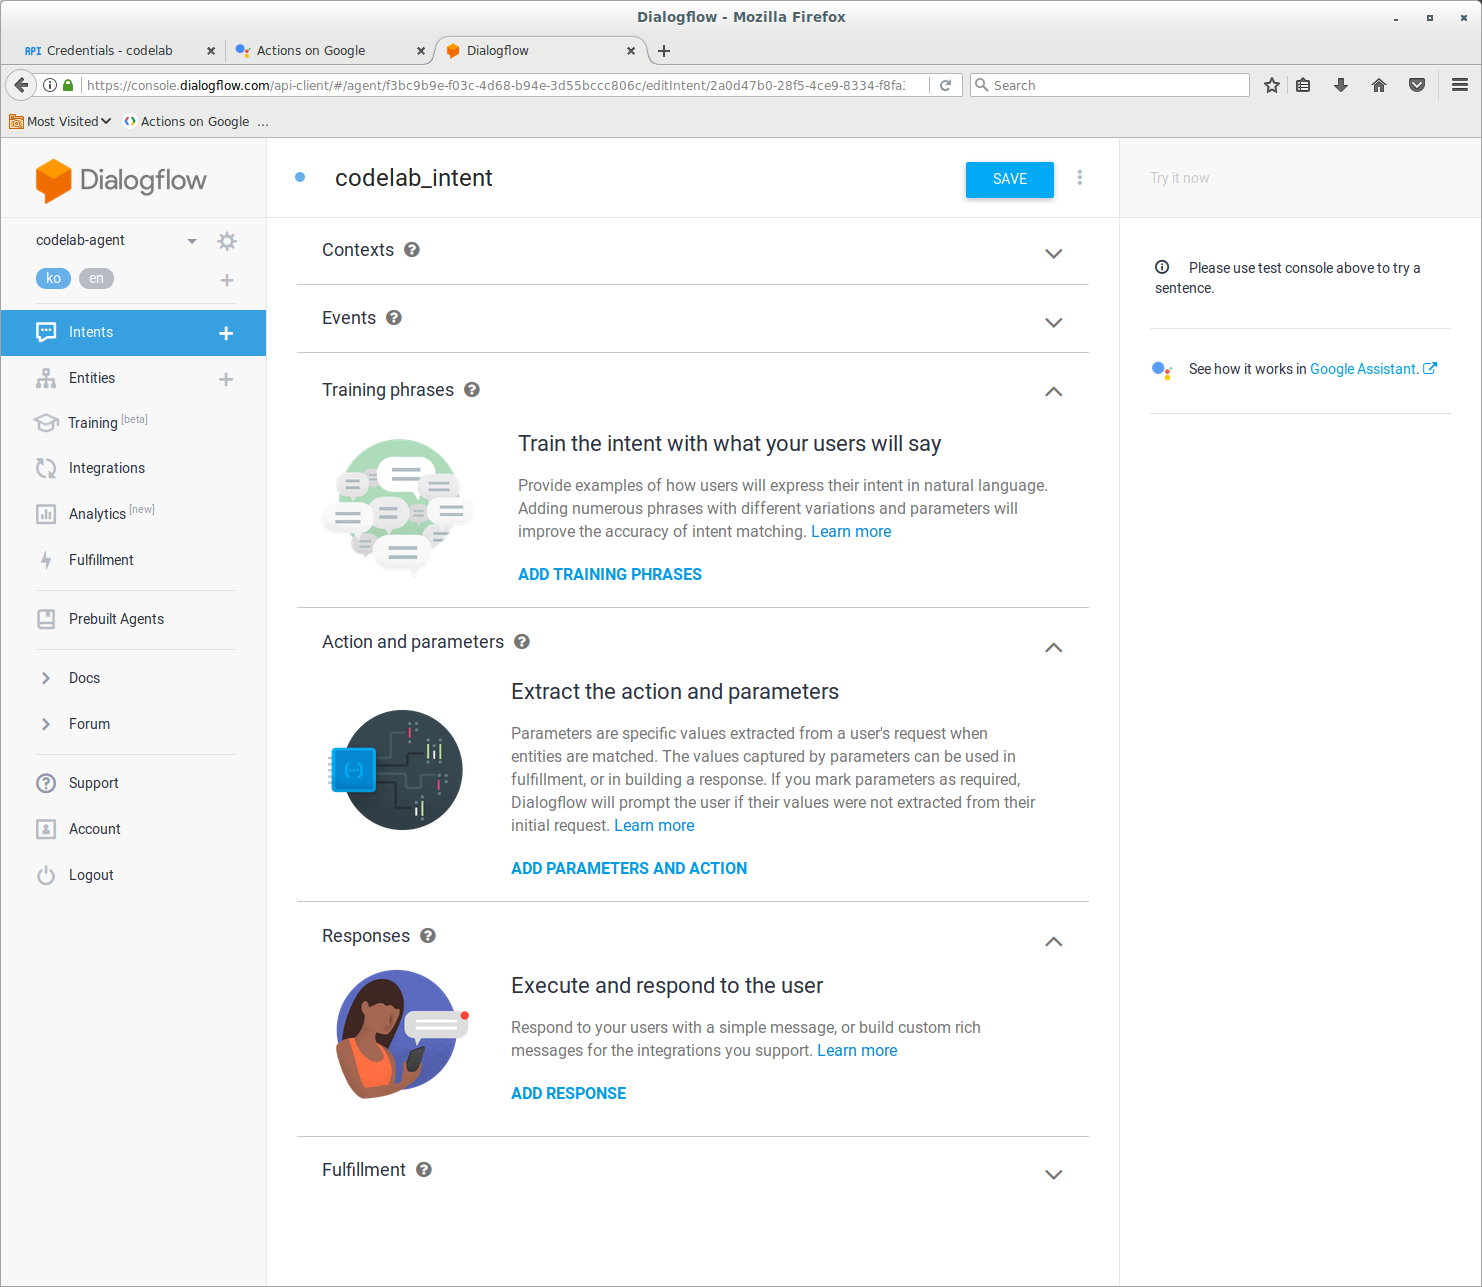 Dialogflow - Mozilla Firefox
API Credentials - codelab
Actions on Google
Dialogflow
https://console.dialogflow.com/api-client/#/agent/f3bc9b9e-f03c-4d68-b94e-3d55bccc806c/editIntent/2a0d47b0-28f5-4ce9-8334-f8fa3
Search
Most Visited
Actions on Google ...
Dialogflow
codelab_intent
SAVE
Try it now
codelab-agent
ko
en
Intents
Entities
Training [beta]
Integrations
Analytics [new]
Fulfillment
Prebuilt Agents
Docs
Forum
Support
Account
Logout
Contexts
Events
Training phrases
Train the intent with what your users will say
Provide examples of how users will express their intent in natural language.
Adding numerous phrases with different variations and parameters will
improve the accuracy of intent matching. Learn more
ADD TRAINING PHRASES
Action and parameters
Extract the action and parameters
Parameters are specific values extracted from a user's request when
entities are matched. The values captured by parameters can be used in
fulfillment, or in building a response. If you mark parameters as required,
Dialogflow will prompt the user if their values were not extracted from their
initial request. Learn more
ADD PARAMETERS AND ACTION
Responses
Execute and respond to the user
Respond to your users with a simple message, or build custom rich
messages for the integrations you support. Learn more
ADD RESPONSE
Fulfillment
Please use test console above to try a
sentence.
See how it works in Google Assistant.